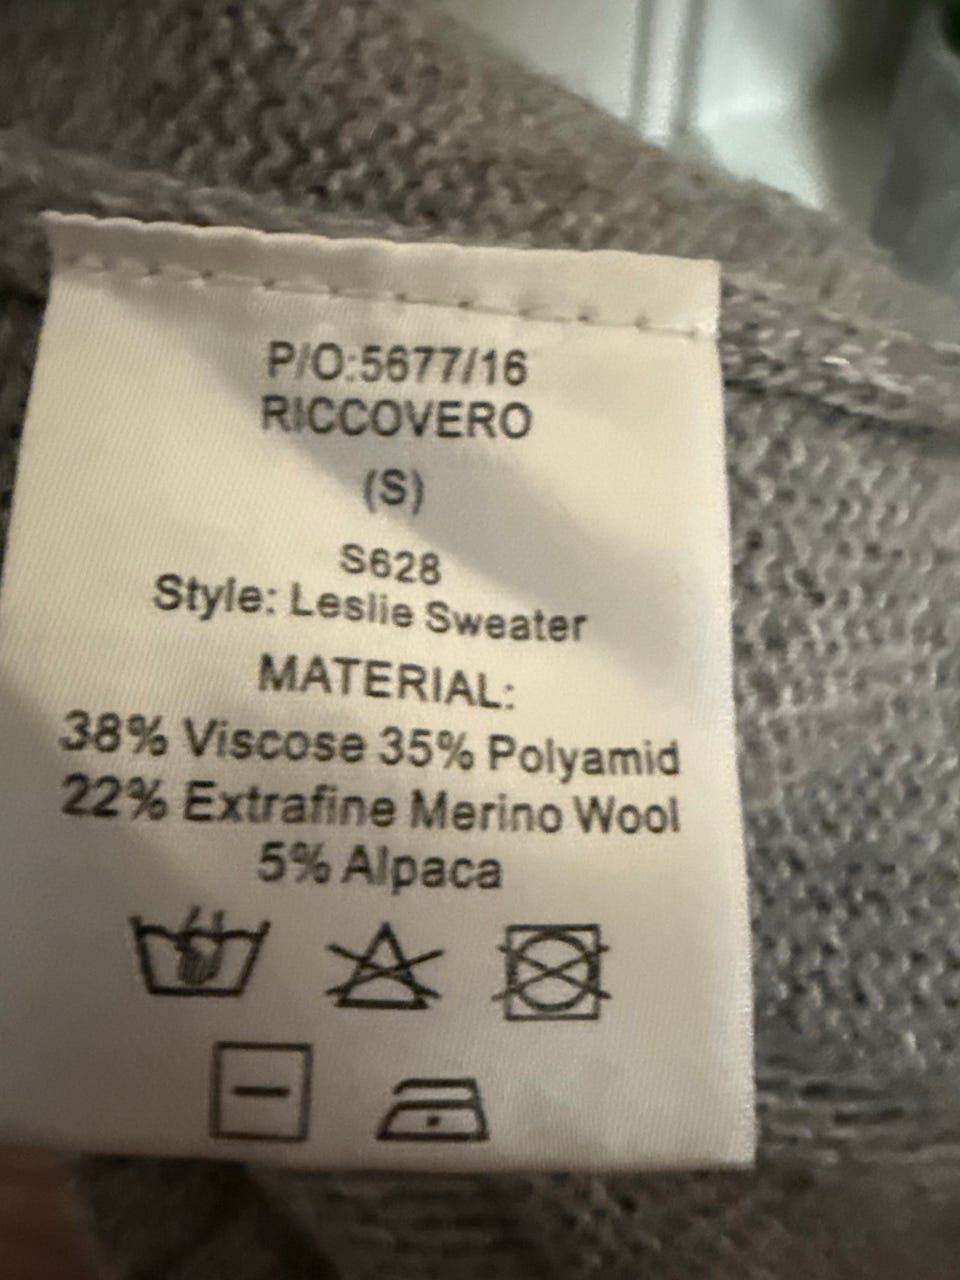 P/O:5677/16
RICCOVERO
(S)
S628
Style: Leslie Sweater
MATERIAL:
38% Viscose 35% Polyamid
22% Extrafine Merino Wool
5% Alpaca